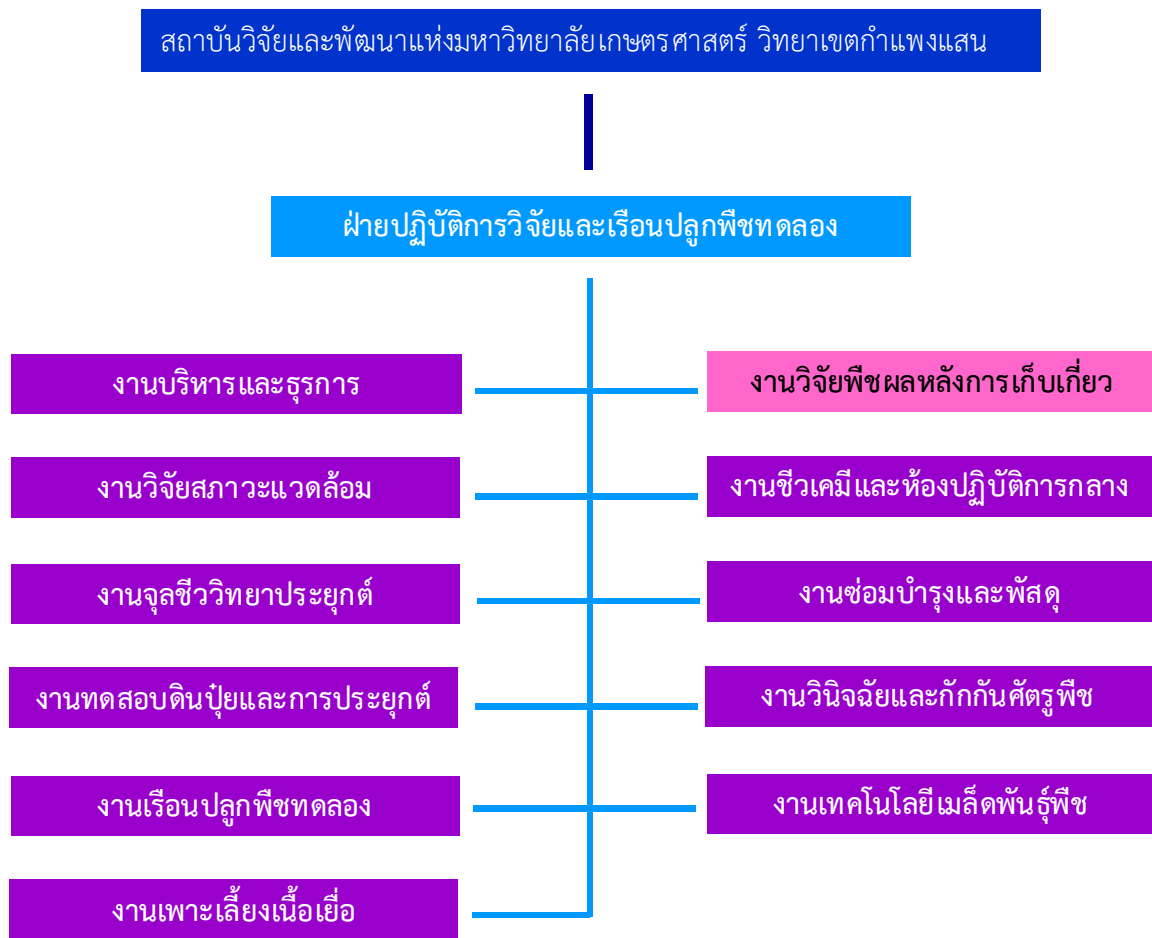 สถาบันวิจัยและพัฒนาแห่งมหาวิทยาลัยเกษตรศาสตร์ วิทยาเขตกำแพงแสน
ฝ่ายปฏิบัติการวิจัยและเรือนปลูกพืชทดลอง
งานบริหารและธุรการ
งานวิจัยพืชผลหลังการเก็บเกี่ยว
งานวิจัยสภาวะแวดล้อม
งานชีวเคมีและห้องปฏิบัติการกลาง
งานจุลชีววิทยาประยุกต์
งานซ่อมบำรุงและพัสดุ
งานทดสอบดินปุ๋ยและการประยุกต์
งานวินิจฉัยและกักกันศัตรูพืช
งานเรือนปลูกพืชทดลอง
งานเทคโนโลยีเมล็ดพันธุ์พืช
งานเพาะเลี้ยงเนื้อเยื่อ